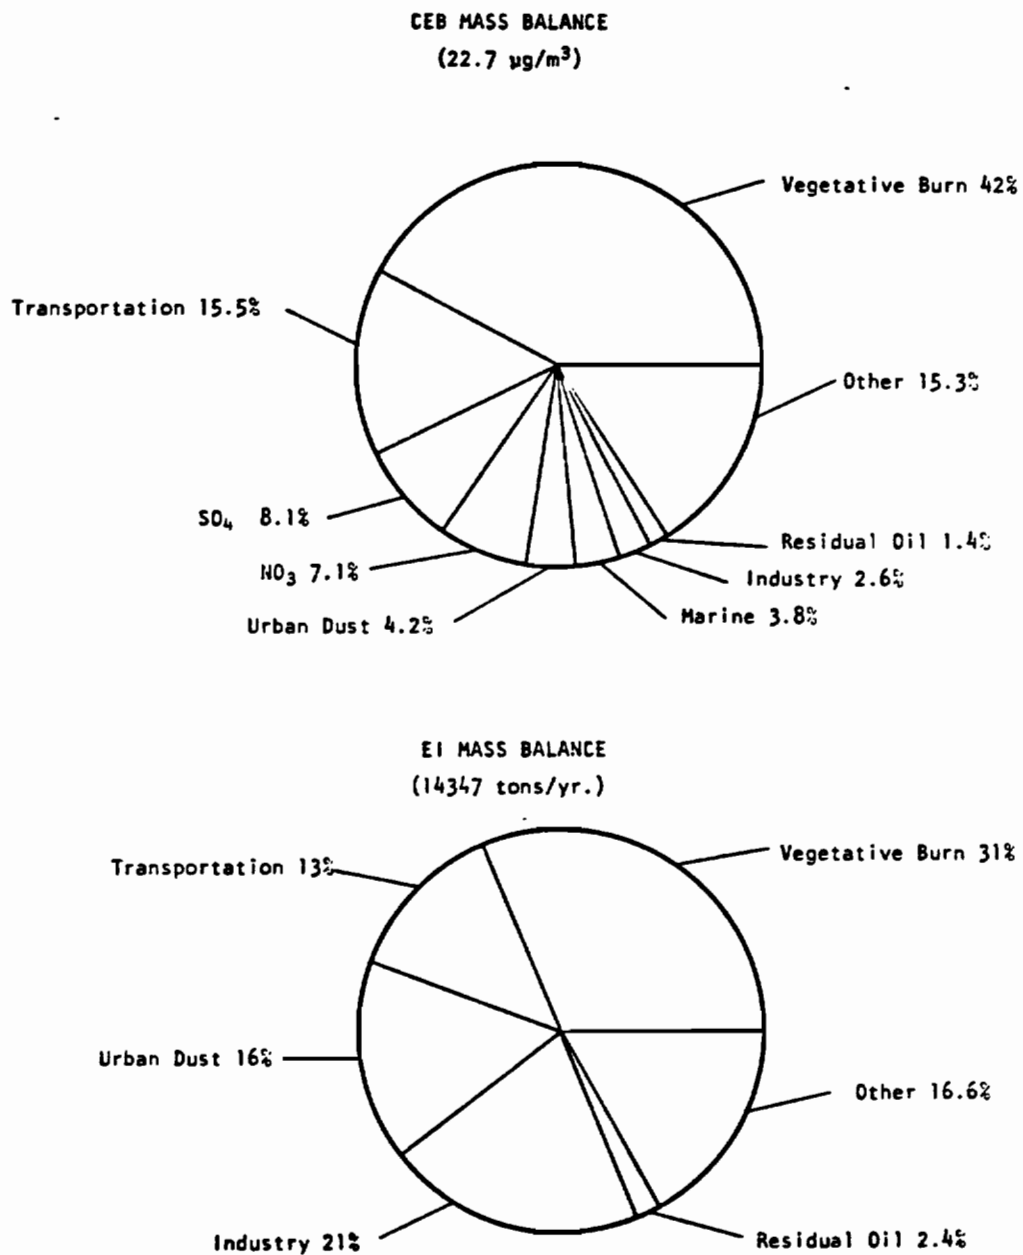 CEB MASS BALANCE
(22.7 µg/m³)
Vegetative Burn 42%
Transportation 15.5%
Other 15.3%
SO₄ 8.1%
NO₃ 7.1%
Urban Dust 4.2%
Residual Oil 1.4%
Industry 2.6%
Marine 3.8%
EI MASS BALANCE
(14347 tons/yr.)
Transportation 13%
Vegetative Burn 31%
Urban Dust 16%
Other 16.6%
Industry 21%
Residual Oil 2.4%